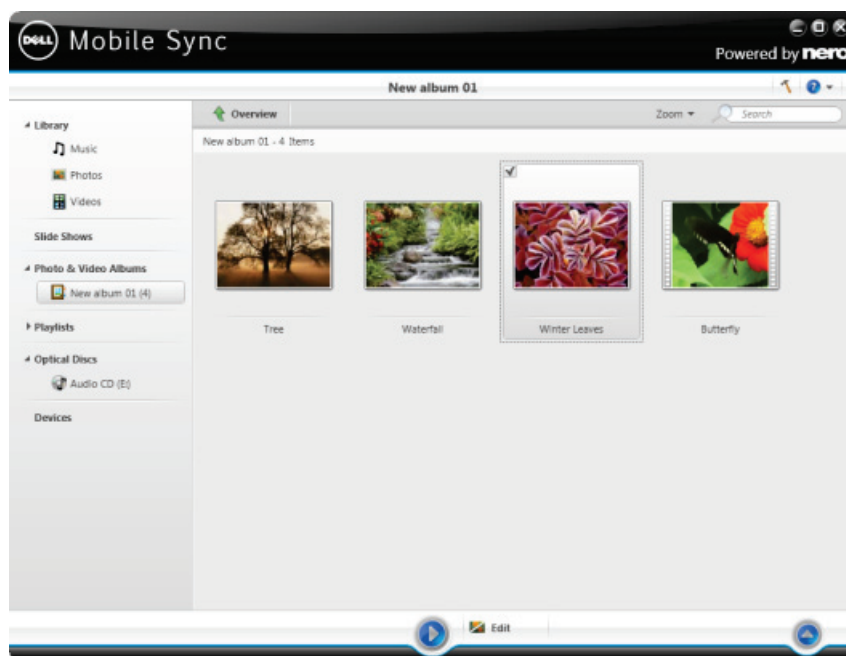 DELL Mobile Sync
Powered by nero
New album 01
Library
Music
Photos
Videos
Slide Shows
Photo & Video Albums
New album 01 (4)
Playlists
Optical Discs
Audio CD (E:)
Devices
Overview
Zoom
Search
New album 01 - 4 Items
Tree
Waterfall
Winter Leaves
Butterfly
Edit